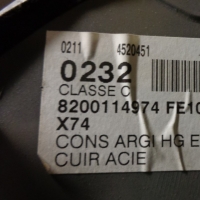 0211 4520451
0232
CLASSE C
8200114974 FE10
X74
CONS ARGI HG E
CUIR ACIE